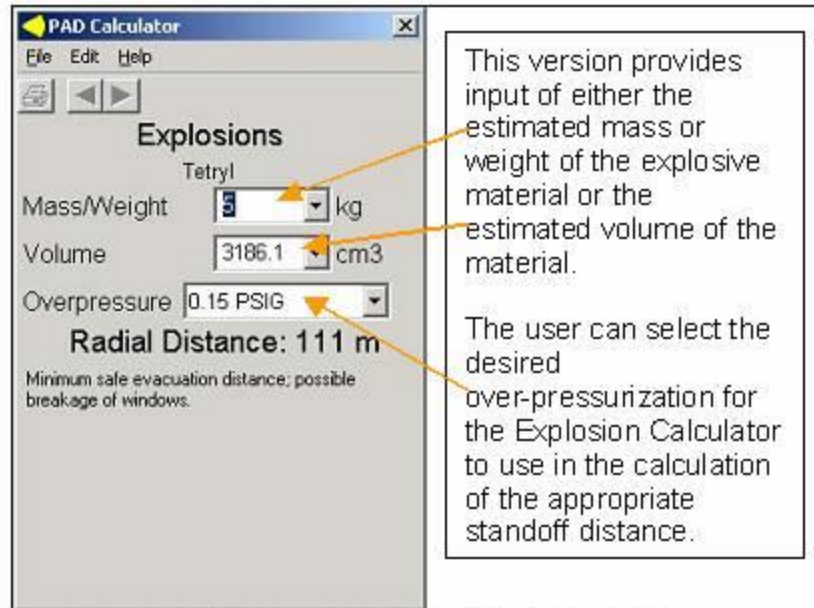 PAD Calculator
File Edit Help
Explosions
Tetryl
Mass/Weight 5 kg
Volume 3186.1 cm3
Overpressure 0.15 PSIG
Radial Distance: 111 m
Minimum safe evacuation distance; possible
breakage of windows.
This version provides
input of either the
estimated mass or
weight of the explosive
material or the
estimated volume of the
material.
The user can select the
desired
over-pressurization for
the Explosion Calculator
to use in the calculation
of the appropriate
standoff distance.